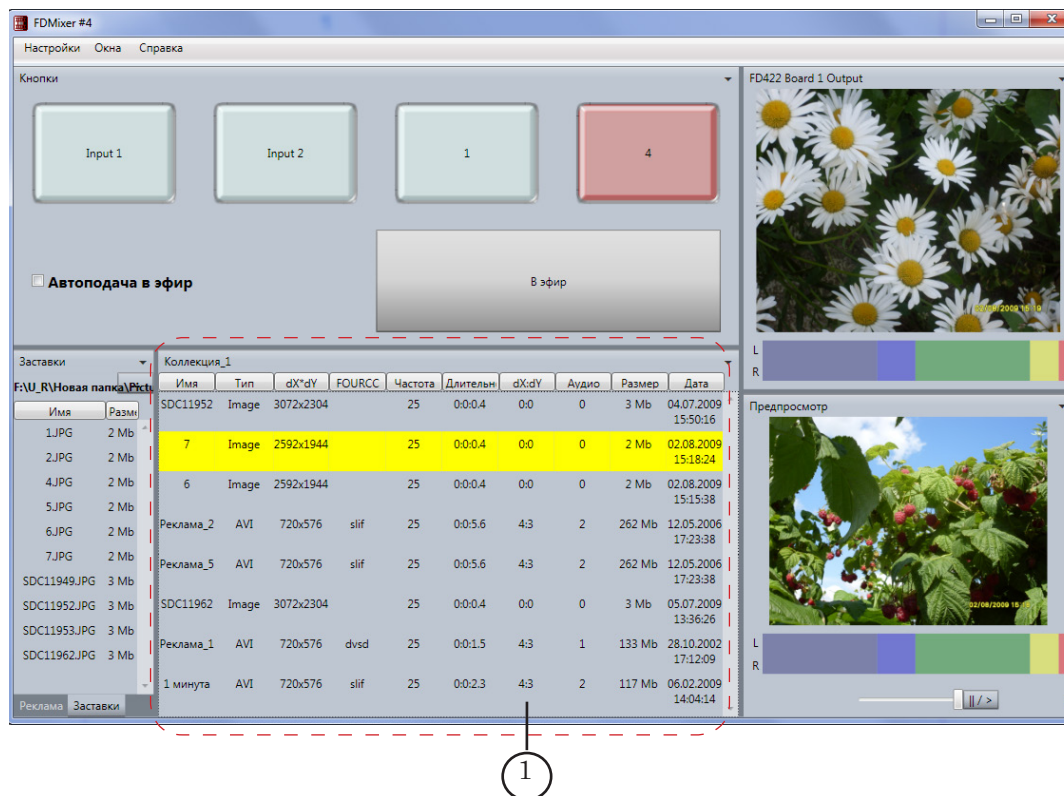 FDMixer #4
Настройки Окна Справка
Кнопки
Input 1 Input 2 1 4
Автоподача в эфир
В эфир
FD422 Board 1 Output
02/08/2009 15:19
L
R
Заставки
F:\U_R\Новая папка\Pictu
Имя Разме
1.JPG 2 Mb
2.JPG 2 Mb
4.JPG 2 Mb
5.JPG 2 Mb
6.JPG 2 Mb
7.JPG 2 Mb
SDC11949.JPG 3 Mb
SDC11952.JPG 3 Mb
SDC11953.JPG 3 Mb
SDC11962.JPG 3 Mb
Реклама Заставки
Коллекция_1
Имя Тип dX*dY FOURCC Частота Длительн dX:dY Аудио Размер Дата
SDC11952 Image 3072x2304 25 0:0:0.4 0:0 0 3 Mb 04.07.2009
15:50:16
7 Image 2592x1944 25 0:0:0.4 0:0 0 2 Mb 02.08.2009
15:18:24
6 Image 2592x1944 25 0:0:0.4 0:0 0 2 Mb 02.08.2009
15:15:38
Реклама_2 AVI 720x576 slif 25 0:0:5.6 4:3 2 262 Mb 12.05.2006
17:23:38
Реклама_5 AVI 720x576 slif 25 0:0:5.6 4:3 2 262 Mb 12.05.2006
17:23:38
SDC11962 Image 3072x2304 25 0:0:0.4 0:0 0 3 Mb 05.07.2009
13:36:26
Реклама_1 AVI 720x576 dvsd 25 0:0:1.5 4:3 1 133 Mb 28.10.2002
17:12:09
1 минута AVI 720x576 slif 25 0:0:2.3 4:3 2 117 Mb 06.02.2009
14:04:14
Предпросмотр
02/08/2009
L
R
|| / >
1